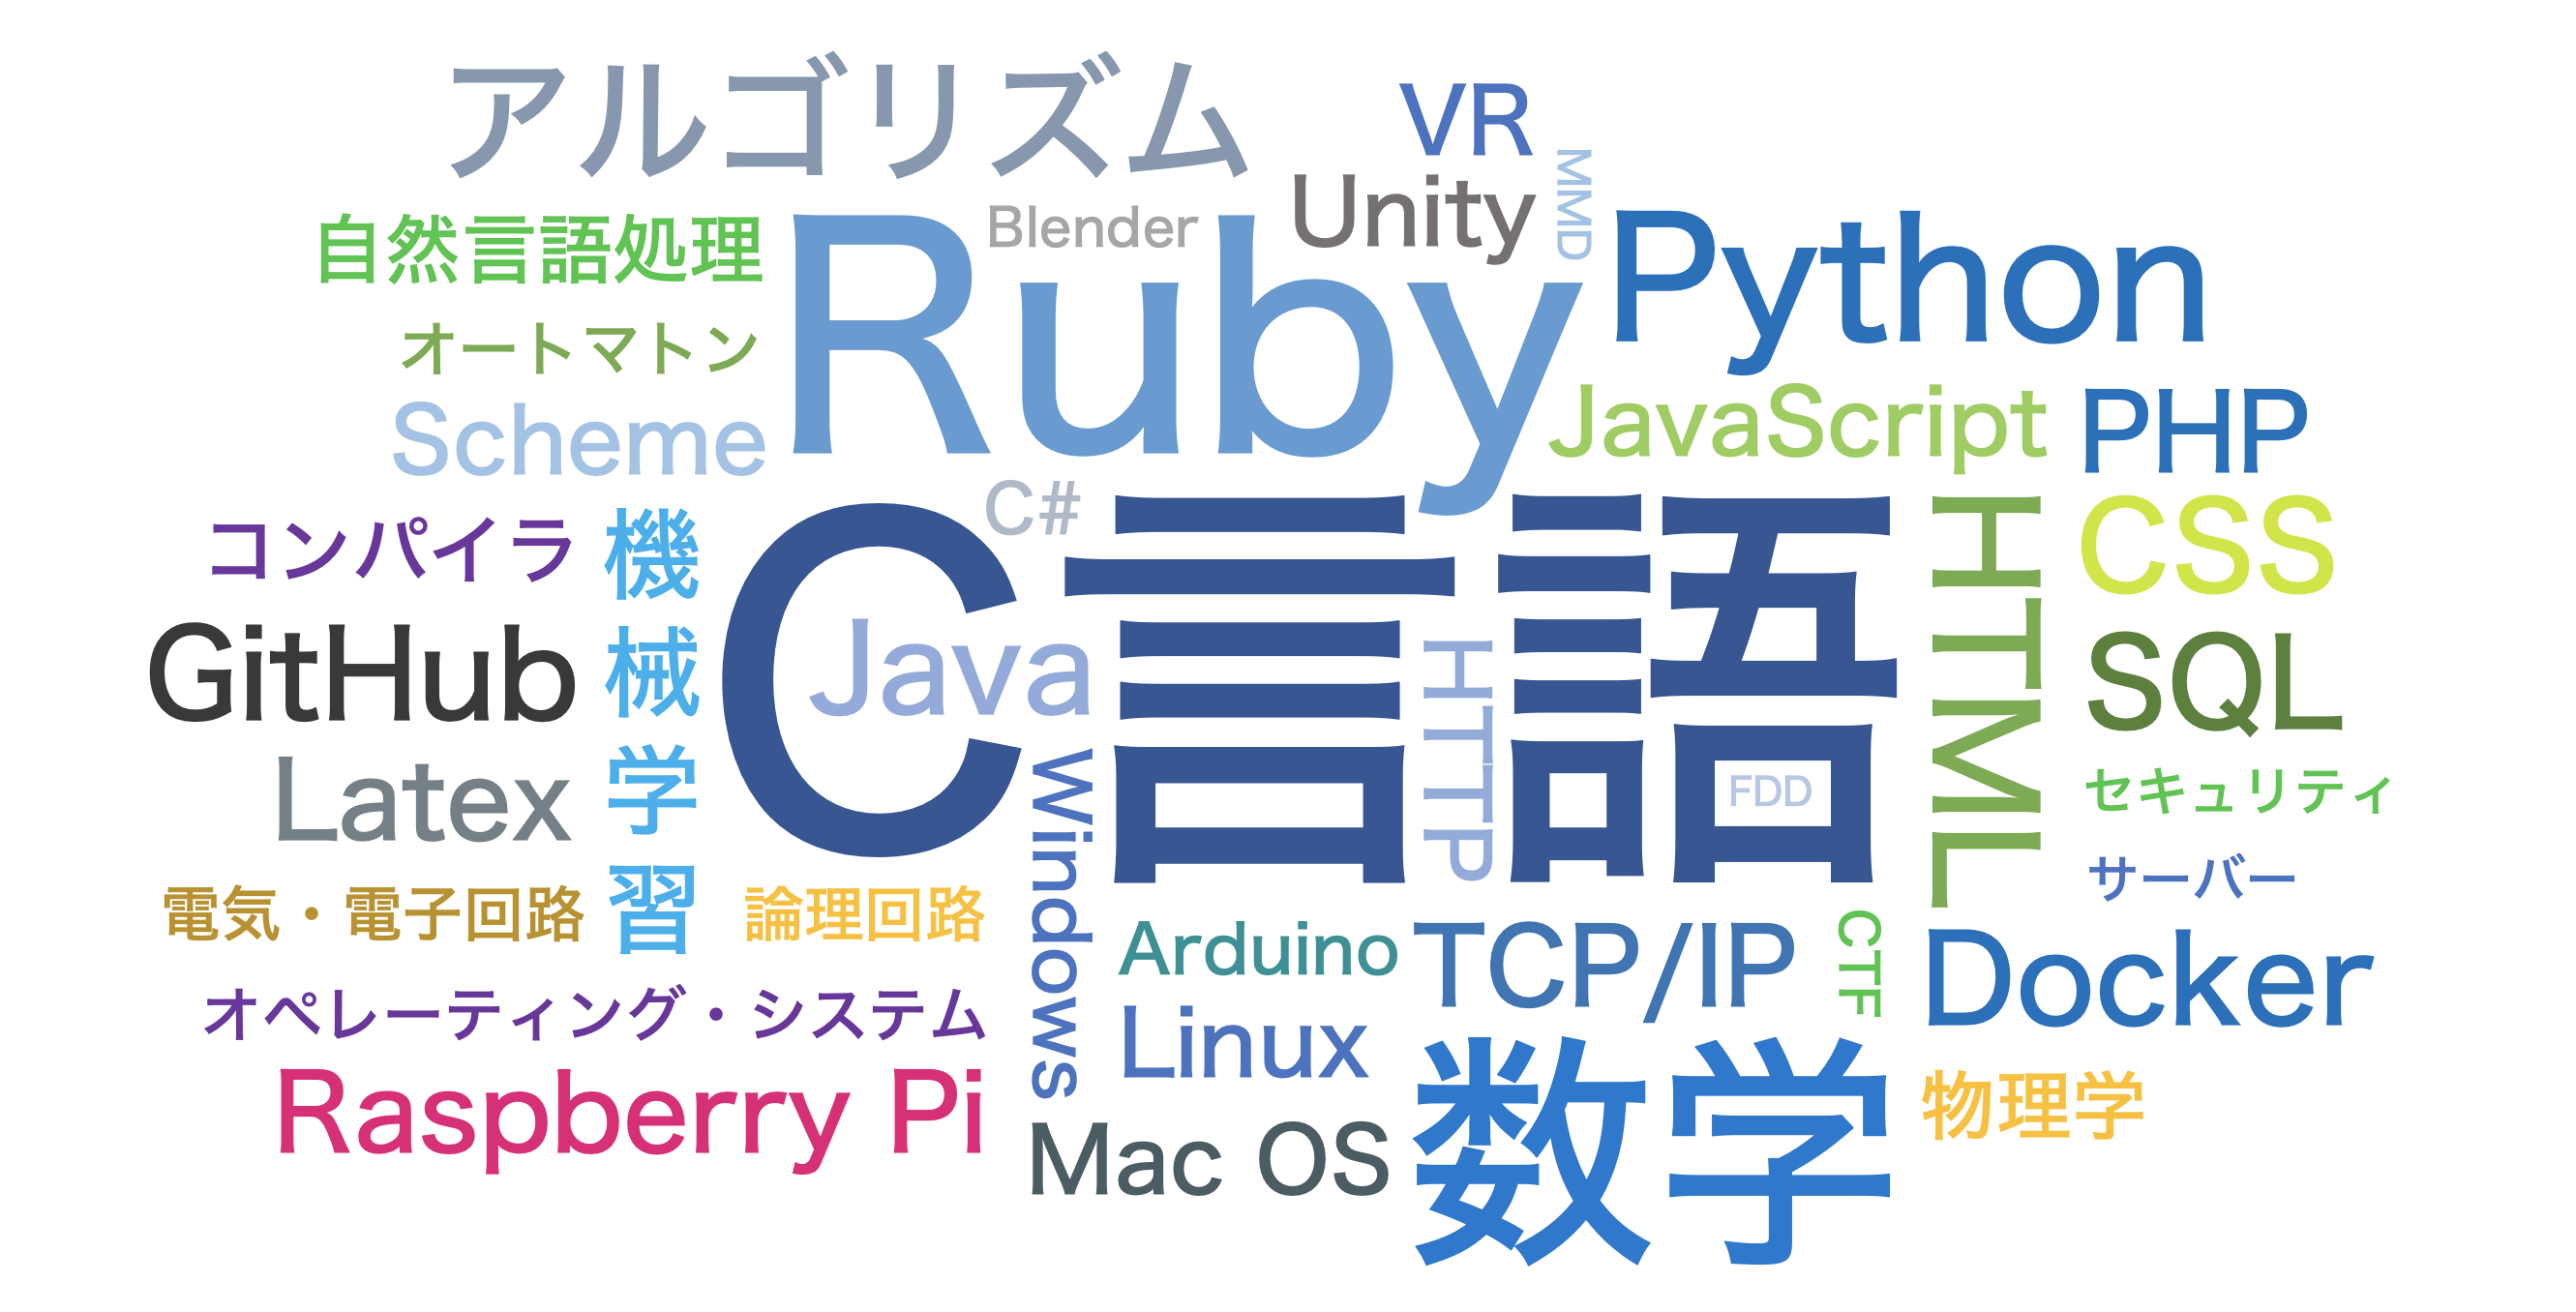 アルゴリズム
VR
MMD
Unity
Blender
自然言語処理
Ruby
Python
オートマトン
JavaScript
PHP
Scheme
C#
C言語
HTML
CSS
コンパイラ
機械学習
GitHub
Java
HTTP
SQL
Latex
Windows
FDD
セキュリティ
サーバー
電気・電子回路
論理回路
Arduino
TCP/IP
CTF
Docker
オペレーティング・システム
Linux
数学
Raspberry Pi
Mac OS
物理学